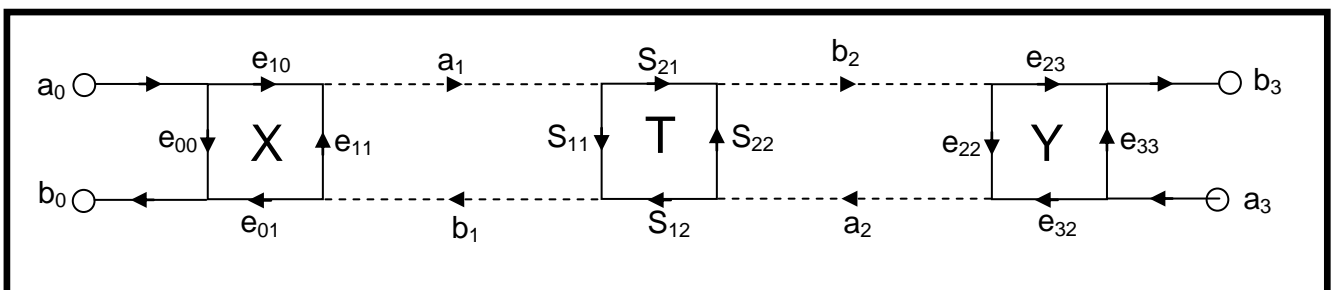 e₁₀ a₁ S₂₁ b₂ e₂₃
a₀ b₃
e₀₀ X e₁₁ S₁₁ T S₂₂ e₂₂ Y e₃₃
b₀ a₃
e₀₁ b₁ S₁₂ a₂ e₃₂